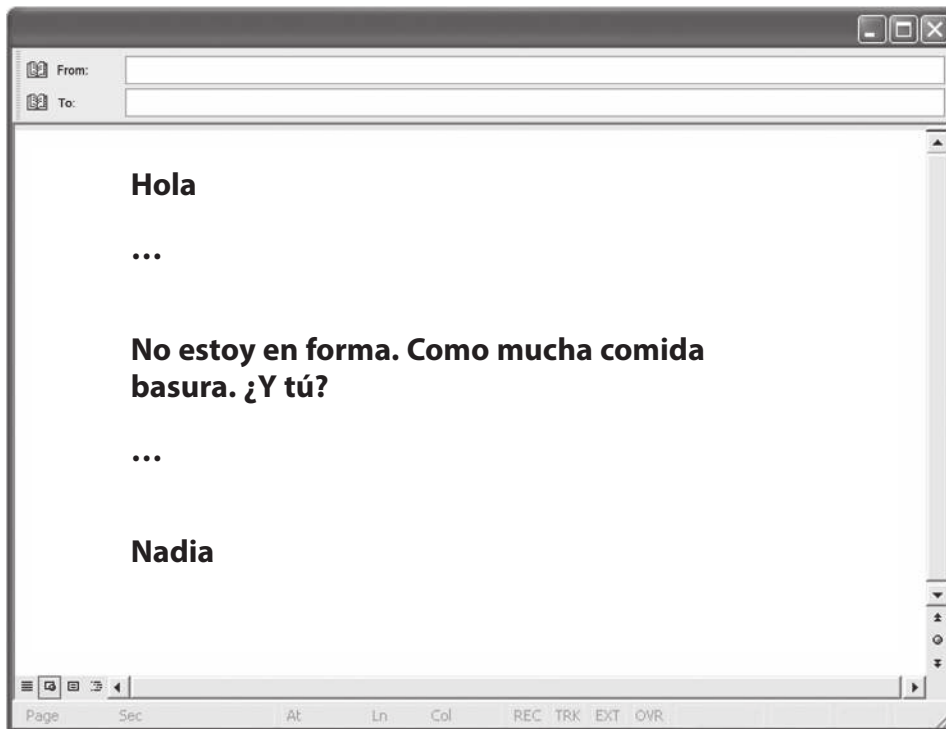 From:
To:
Hola
...
No estoy en forma. Como mucha comida
basura. ¿Y tú?
...
Nadia
Page Sec At Ln Col REC TRK EXT OVR